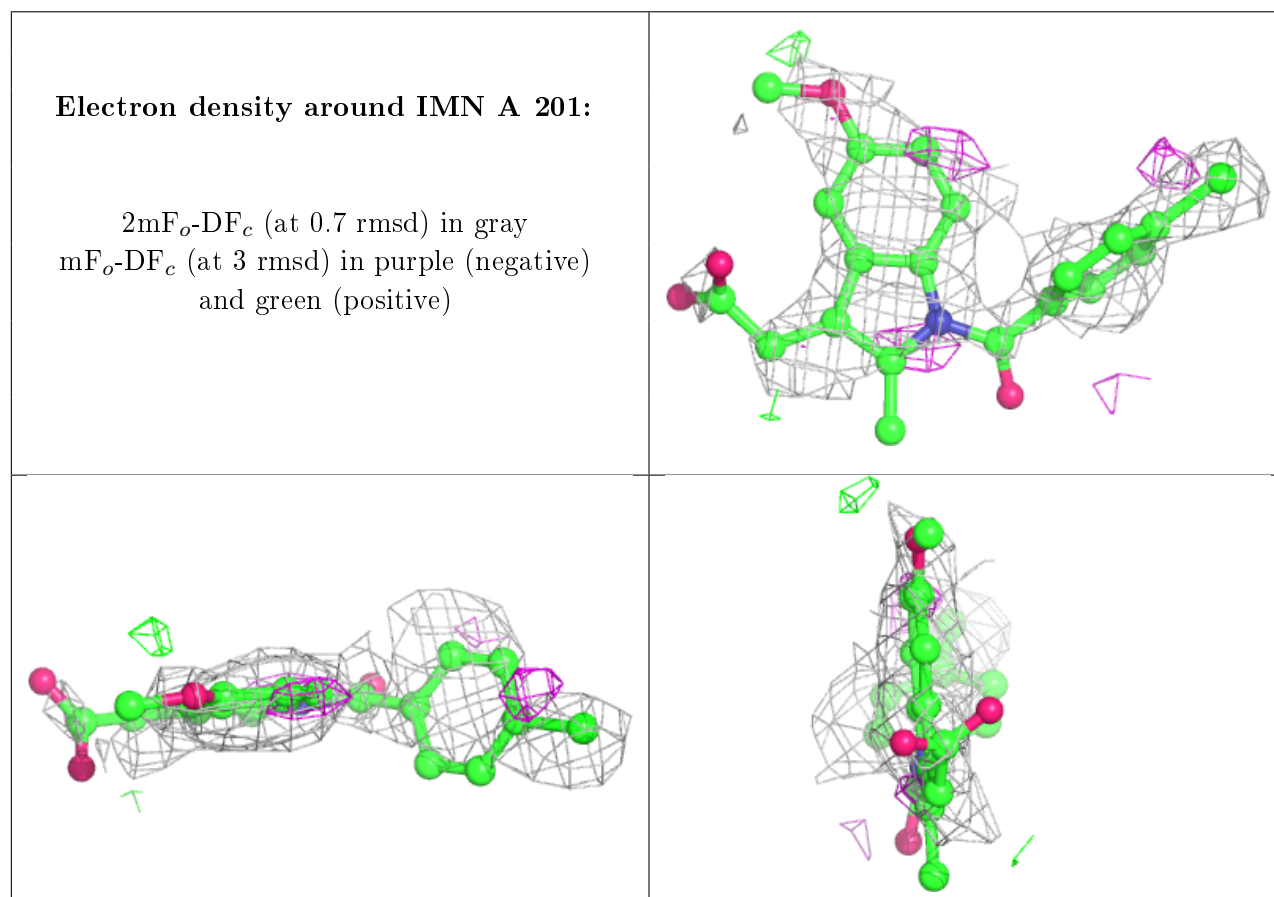 Electron density around IMN A 201:
2mFo-DFc (at 0.7 rmsd) in gray
mFo-DFc (at 3 rmsd) in purple (negative)
and green (positive)